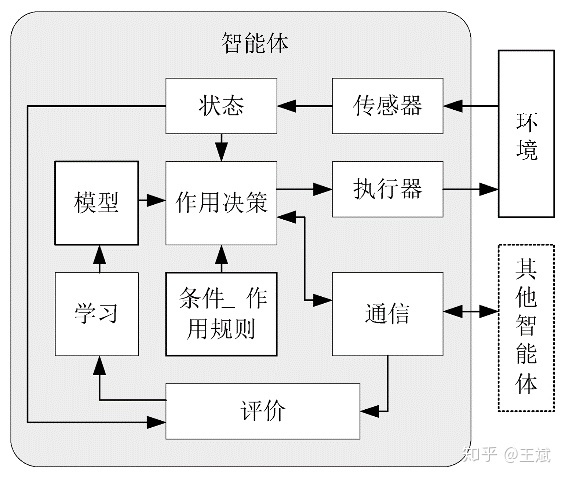 智能体
状态
传感器
环境
模型
作用决策
执行器
学习
条件_ 作
用规则
通信
其他智能体
评价
知乎 @王斌